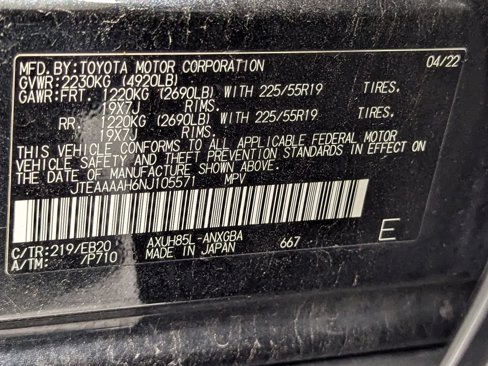 MFD.BY:TOYOTA MOTOR CORPORATION 04/22
GVWR:2230KG (4920LB)
GAWR:FRT 1220KG (2690LB) WITH 225/55R19 TIRES.
19X7J RIMS.
RR 1220KG (2690LB) WITH 225/55R19 TIRES.
19X7J RIMS.
THIS VEHICLE CONFORMS TO ALL APPLICABLE FEDERAL MOTOR
VEHICLE SAFETY AND THEFT PREVENTION STANDARDS IN EFFECT ON
THE DATE OF MANUFACTURE SHOWN ABOVE.
JTEAAAAH6NJ105571 MPV
C/TR:219/EB20 AXUH85L-ANXGBA
A/TM: /P710 MADE IN JAPAN 667 E